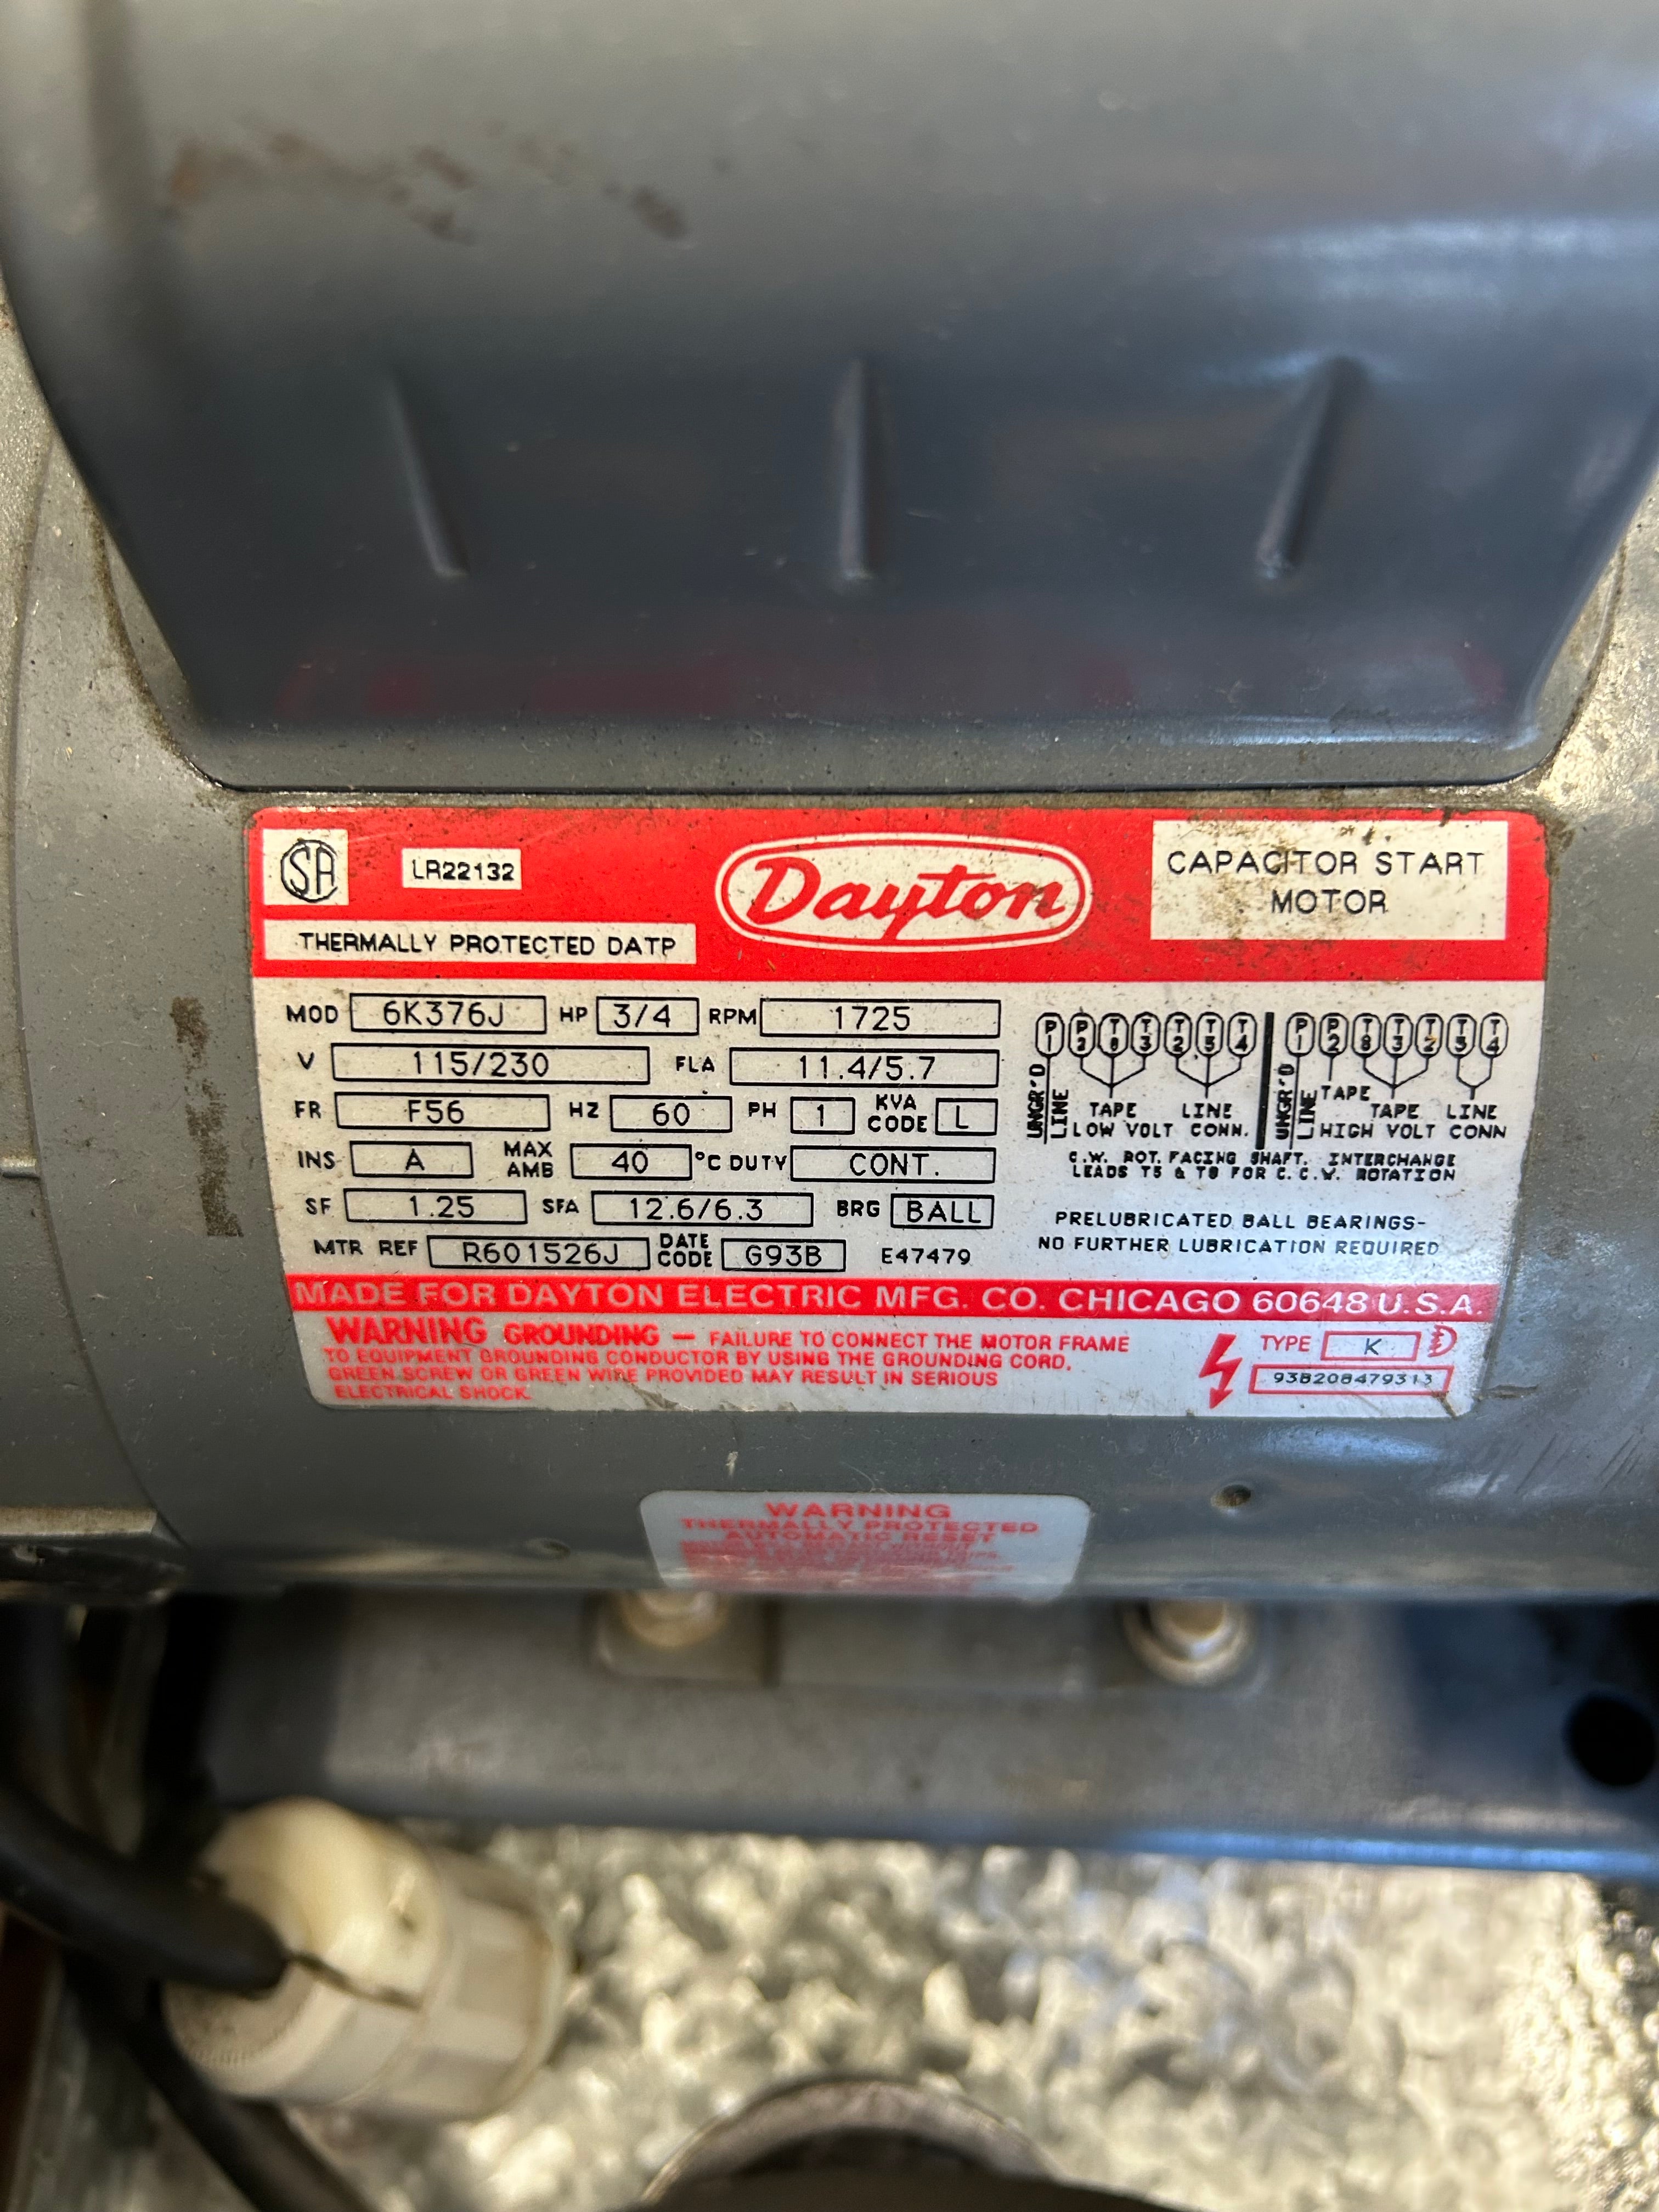 SA
LR22132
Dayton
CAPACITOR START
MOTOR
THERMALLY PROTECTED DATP
MOD 6K376J HP 3/4 RPM 1725
V 115/230 FLA 11.4/5.7
FR F56 HZ 60 PH 1 KVA CODE L
INS A MAX AMB 40 °C DUTY CONT.
SF 1.25 SFA 12.6/6.3 BRG BALL
MTR REF R601526J DATE CODE G93B E47479
P1 P2 T8 T3 T2 T5 T4
UNGR'D LINE TAPE LINE
LOW VOLT CONN.
P1 P2 T8 T3 T2 T5 T4
UNGR'D LINE TAPE TAPE LINE
HIGH VOLT CONN
C.W. ROT. FACING SHAFT. INTERCHANGE
LEADS T5 & T8 FOR C.C.W. ROTATION
PRELUBRICATED BALL BEARINGS-
NO FURTHER LUBRICATION REQUIRED
MADE FOR DAYTON ELECTRIC MFG. CO. CHICAGO 60648 U.S.A.
WARNING GROUNDING — FAILURE TO CONNECT THE MOTOR FRAME
TO EQUIPMENT GROUNDING CONDUCTOR BY USING THE GROUNDING CORD,
GREEN SCREW OR GREEN WIRE PROVIDED MAY RESULT IN SERIOUS
ELECTRICAL SHOCK.
TYPE K
93B208479313
WARNING
THERMALLY PROTECTED
AUTOMATIC RESET